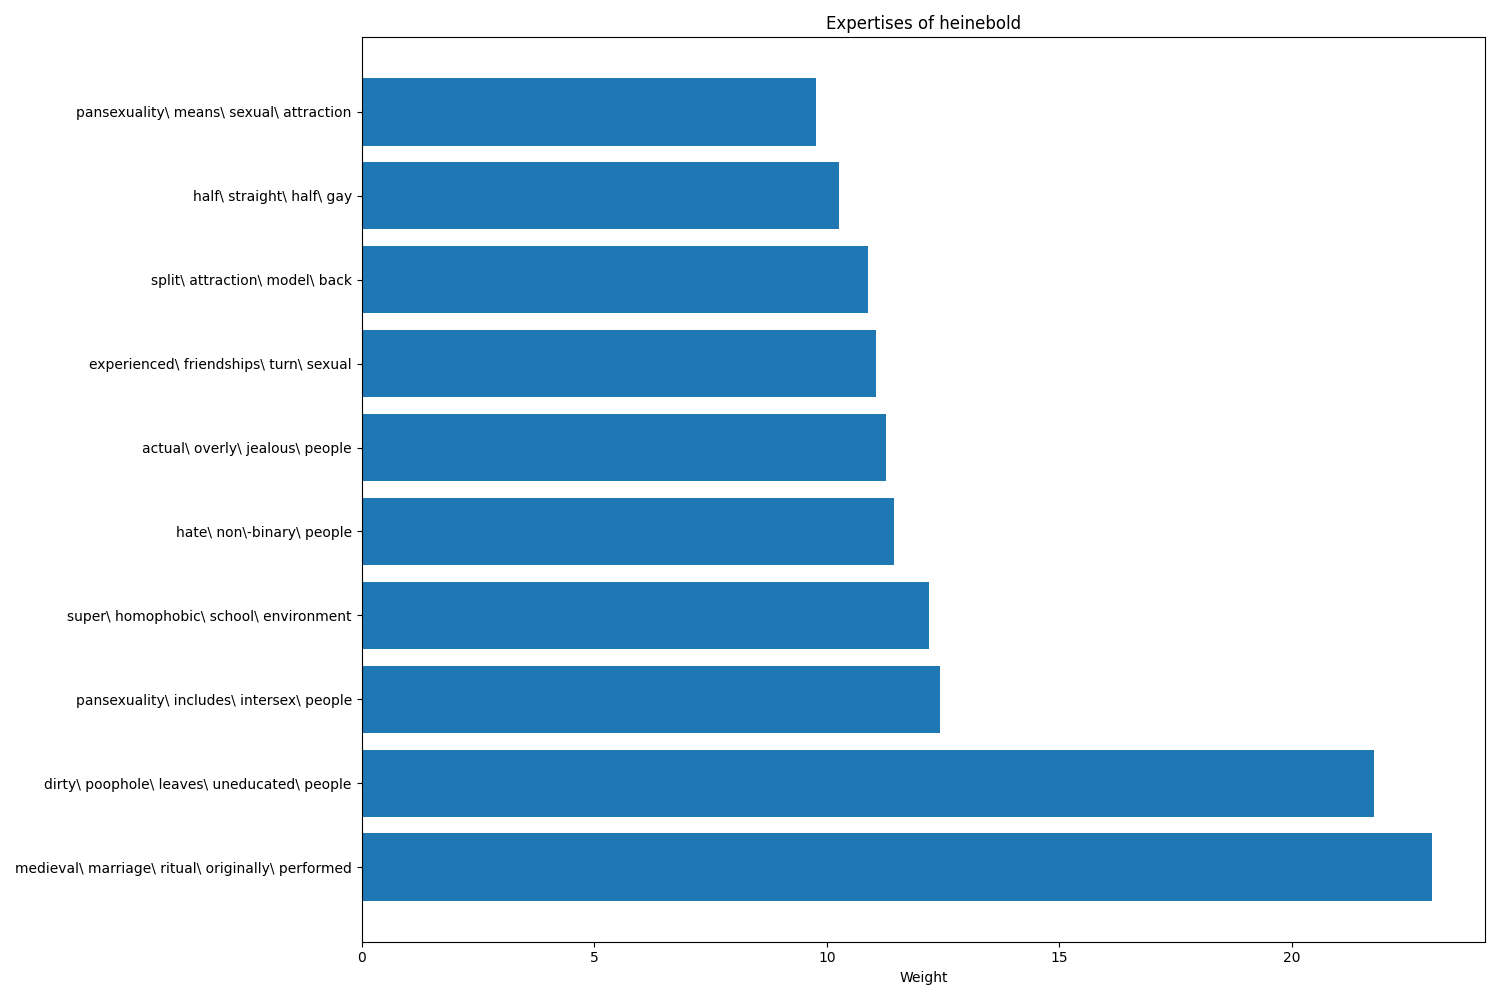 Expertises of heinebold
pansexuality\ means\ sexual\ attraction
half\ straight\ half\ gay
split\ attraction\ model\ back
experienced\ friendships\ turn\ sexual
actual\ overly\ jealous\ people
hate\ non\-binary\ people
super\ homophobic\ school\ environment
pansexuality\ includes\ intersex\ people
dirty\ poophole\ leaves\ uneducated\ people
medieval\ marriage\ ritual\ originally\ performed
0 5 10 15 20
Weight